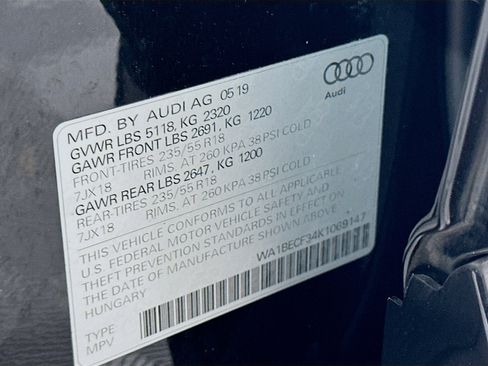 MFD. BY AUDI AG 05 19
GVWR LBS 5118, KG 2320
GAWR FRONT LBS 2691, KG 1220
FRONT-TIRES 235/55 R18
7JX18 RIMS, AT 260 KPA 38 PSI COLD
GAWR REAR LBS 2647, KG 1200
REAR-TIRES 235/55 R18
7JX18 RIMS, AT 260 KPA 38 PSI COLD
THIS VEHICLE CONFORMS TO ALL APPLICABLE
U.S. FEDERAL MOTOR VEHICLE SAFETY AND
THEFT PREVENTION STANDARDS IN EFFECT ON
THE DATE OF MANUFACTURE SHOWN ABOVE.
HUNGARY
WA1BECF34K1069147
TYPE
MPV
Audi